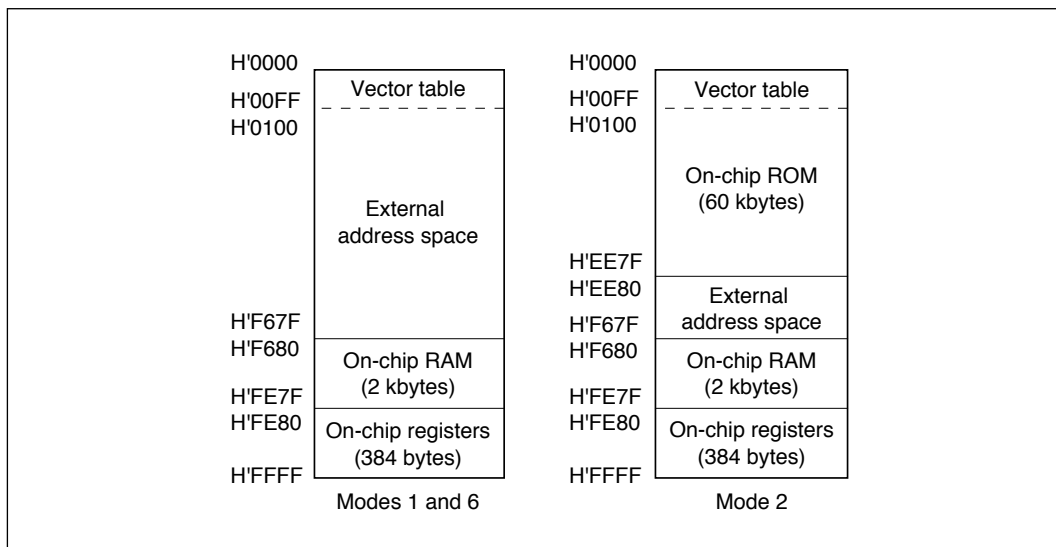 H'0000
Vector table
H'00FF
H'0100
External
address space
H'F67F
H'F680
On-chip RAM
(2 kbytes)
H'FE7F
H'FE80
On-chip registers
(384 bytes)
H'FFFF
Modes 1 and 6
H'0000
Vector table
H'00FF
H'0100
On-chip ROM
(60 kbytes)
H'EE7F
H'EE80
External
address space
H'F67F
H'F680
On-chip RAM
(2 kbytes)
H'FE7F
H'FE80
On-chip registers
(384 bytes)
H'FFFF
Mode 2